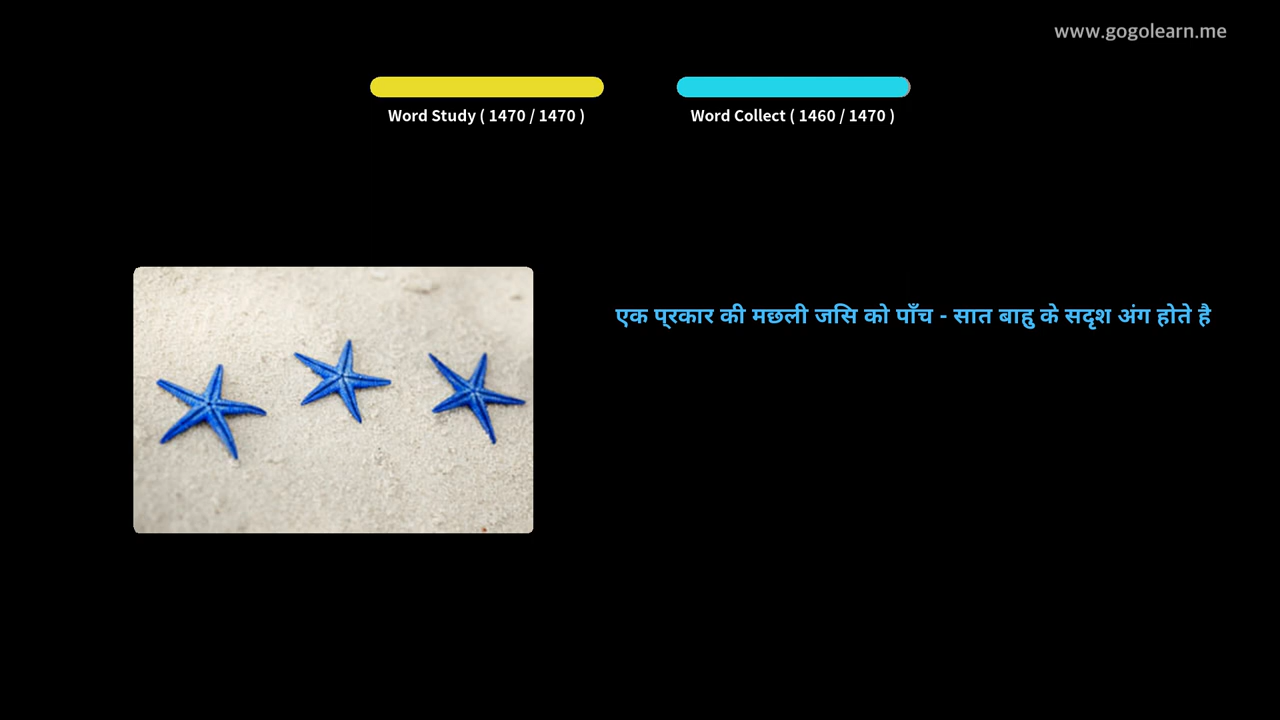 www.gogolearn.me
Word Study ( 1470 / 1470 )
Word Collect ( 1460 / 1470 )
एक प्रकार की मछली जसि को पाँच - सात बाहु के सदृश अंग होते है